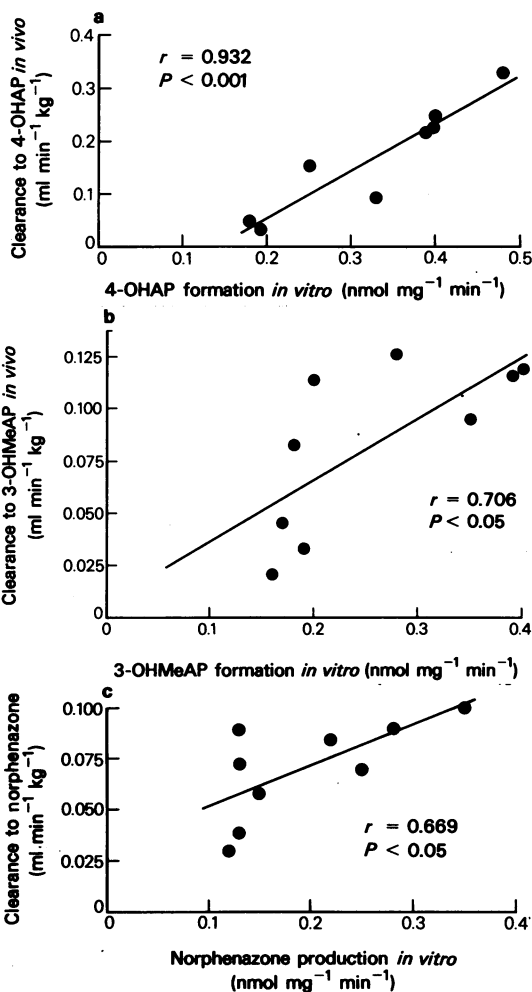 a
Clearance to 4-OHAP in vivo
(ml min⁻¹ kg⁻¹)
0.4
0.3
0.2
0.1
0
r = 0.932
P < 0.001
0
0.1
0.2
0.3
0.4
0.5
4-OHAP formation in vitro (nmol mg⁻¹ min⁻¹)
b
Clearance to 3-OHMeAP in vivo
(ml min⁻¹ kg⁻¹)
0.125
0.100
0.075
0.050
0.025
0
r = 0.706
P < 0.05
0
0.1
0.2
0.3
0.4
3-OHMeAP formation in vitro (nmol mg⁻¹ min⁻¹)
c
Clearance to norphenazone
(ml min⁻¹ kg⁻¹)
0.100
0.075
0.050
0.025
0
r = 0.669
P < 0.05
0
0.1
0.2
0.3
0.4
Norphenazone production in vitro
(nmol mg⁻¹ min⁻¹)